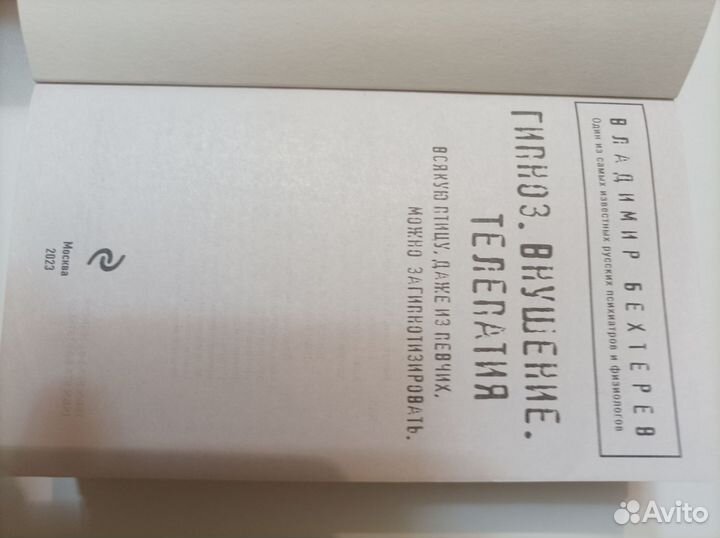 ВЛАДИМИР БЕХТЕРЕВ
Один из самых известных русских психиатров и физиологов
ГИПНОЗ. ВНУШЕНИЕ.
ТЕЛЕПАТИЯ
ВСЯКУЮ ПТИЦУ, ДАЖЕ ИЗ ПЕВЧИХ,
МОЖНО ЗАГИПНОТИЗИРОВАТЬ.
Москва
2023
Avito